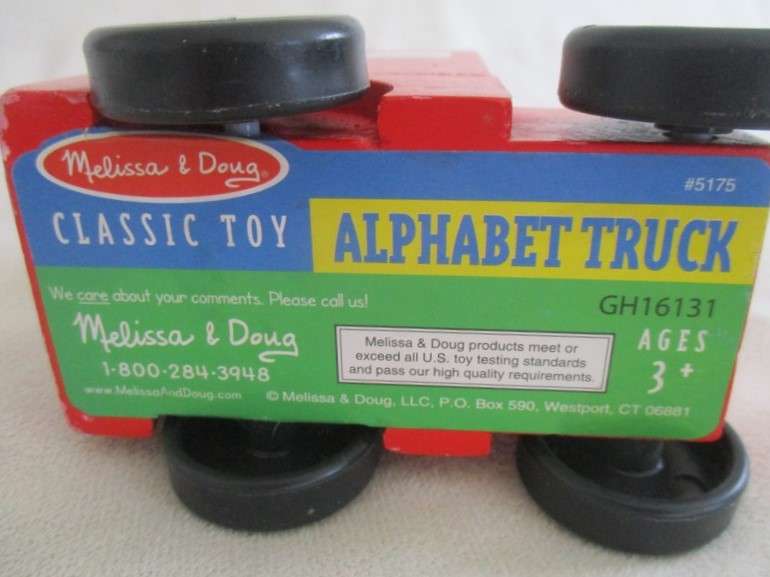 Melissa & Doug®
#5175
CLASSIC TOY
ALPHABET TRUCK
We care about your comments. Please call us!
GH16131
Melissa & Doug
1-800-284-3948
www.MelissaAndDoug.com
Melissa & Doug products meet or
exceed all U.S. toy testing standards
and pass our high quality requirements.
AGES
3+
© Melissa & Doug, LLC, P.O. Box 590, Westport, CT 06881